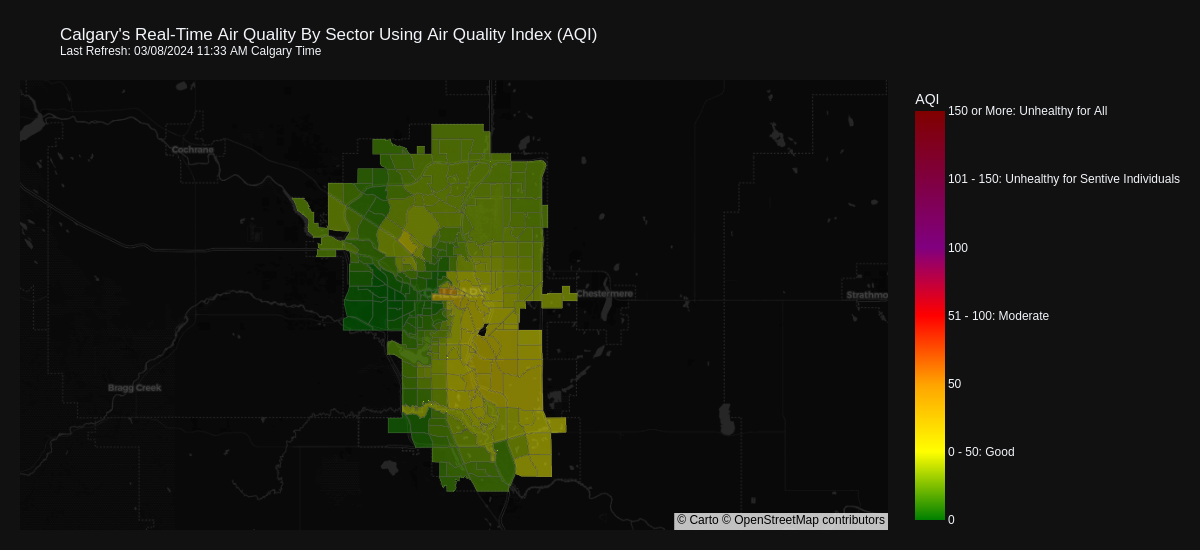 Calgary's Real-Time Air Quality By Sector Using Air Quality Index (AQI)
Last Refresh: 03/08/2024 11:33 AM Calgary Time
AQI
150 or More: Unhealthy for All
101 - 150: Unhealthy for Sentive Individuals
100
51 - 100: Moderate
50
0 - 50: Good
0
Cochrane
Chestermere
Strathmo
Bragg Creek
© Carto © OpenStreetMap contributors